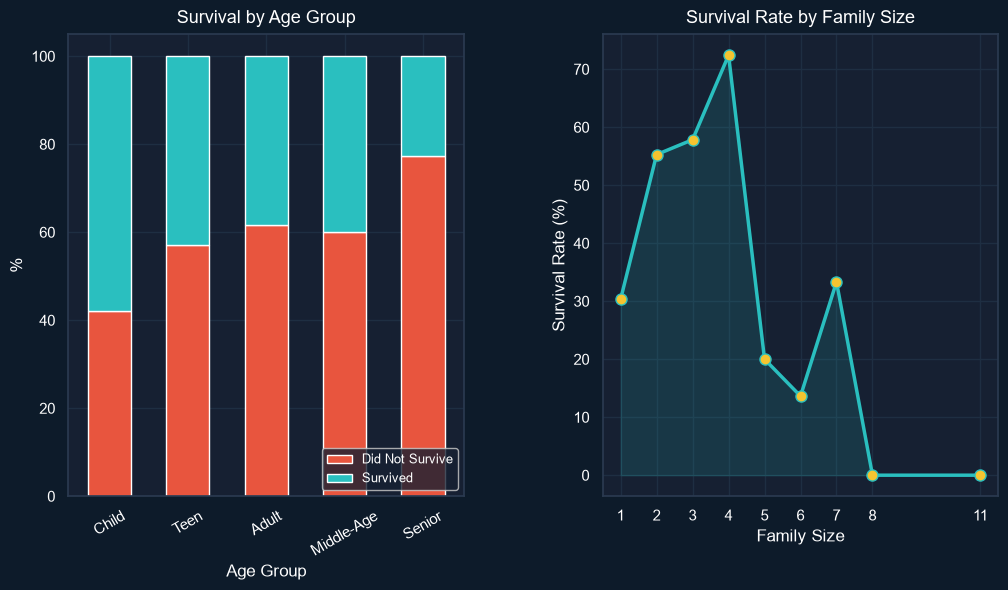 Survival by Age Group
100
80
60
40
20
0
%
Did Not Survive
Survived
Child
Teen
Adult
Middle-Age
Senior
Age Group
Survival Rate by Family Size
70
60
50
40
30
20
10
0
Survival Rate (%)
1
2
3
4
5
6
7
8
11
Family Size